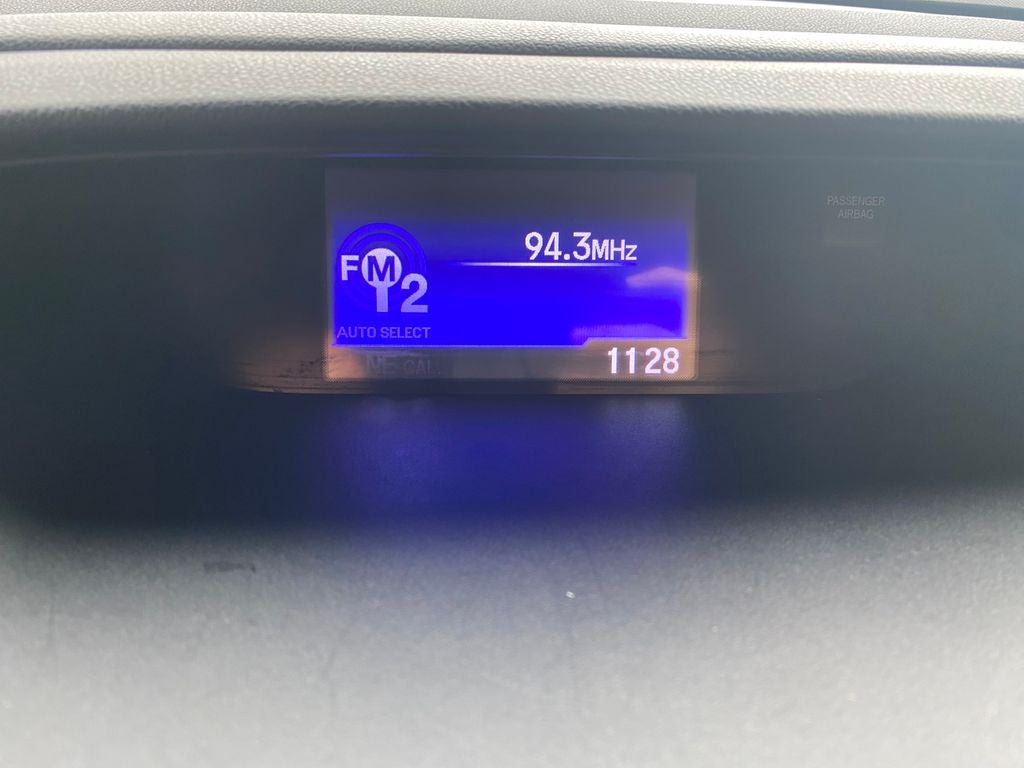 94.3MHz
FM2
AUTO SELECT
1128
PASSENGER
AIRBAG